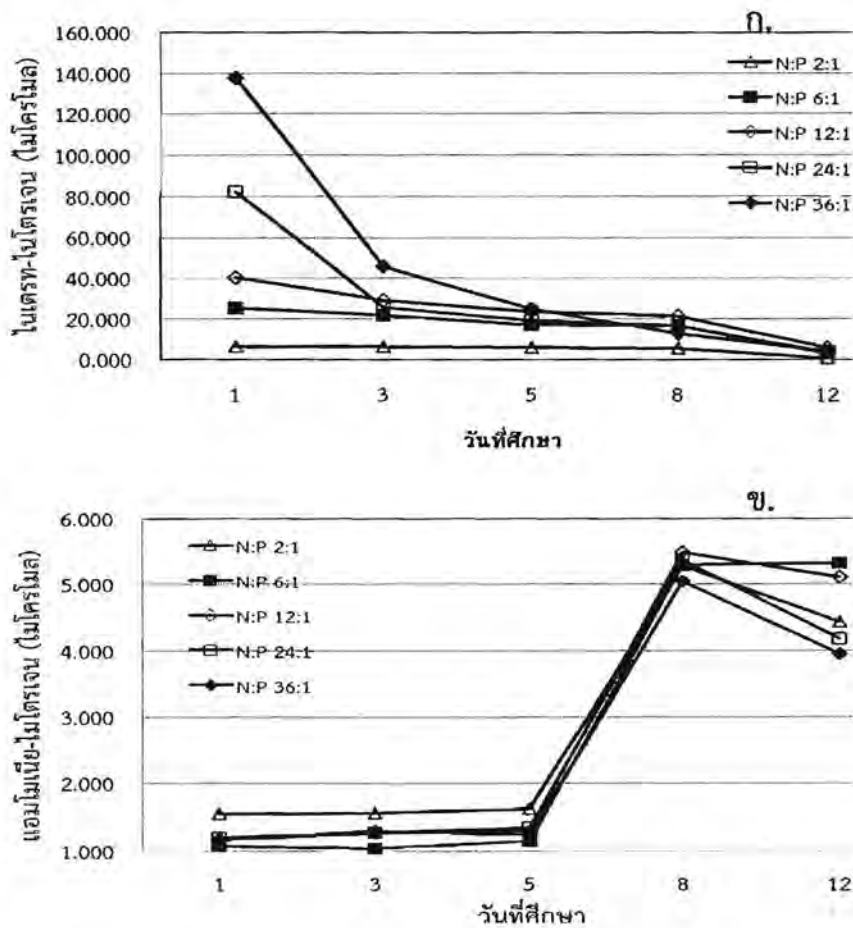 ก.
160.000
140.000
120.000
100.000
80.000
60.000
40.000
20.000
0.000
ไนเตรท-ไนโตรเจน (ไมโครโมล)
N:P 2:1
N:P 6:1
N:P 12:1
N:P 24:1
N:P 36:1
1 3 5 8 12
วันที่ศึกษา
ข.
6.000
5.000
4.000
3.000
2.000
1.000
แอมโมเนีย-ไนโตรเจน (ไมโครโมล)
N:P 2:1
N:P 6:1
N:P 12:1
N:P 24:1
N:P 36:1
1 3 5 8 12
วันที่ศึกษา